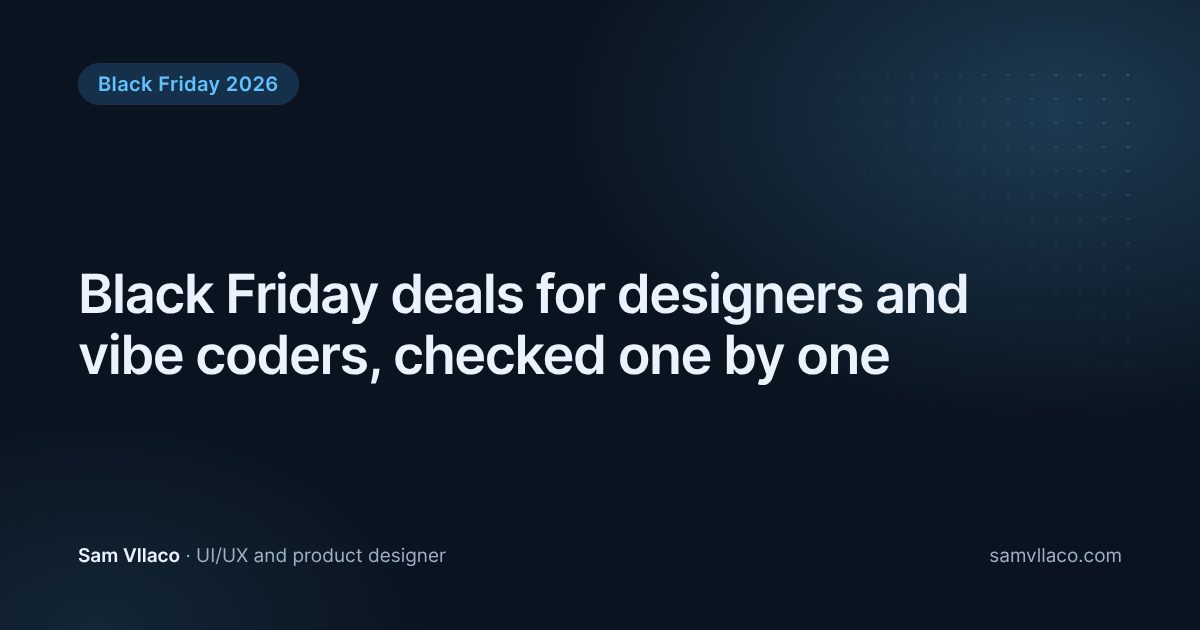 Black Friday 2026
Black Friday deals for designers and
vibe coders, checked one by one
Sam Vllaco · UI/UX and product designer
samvllaco.com